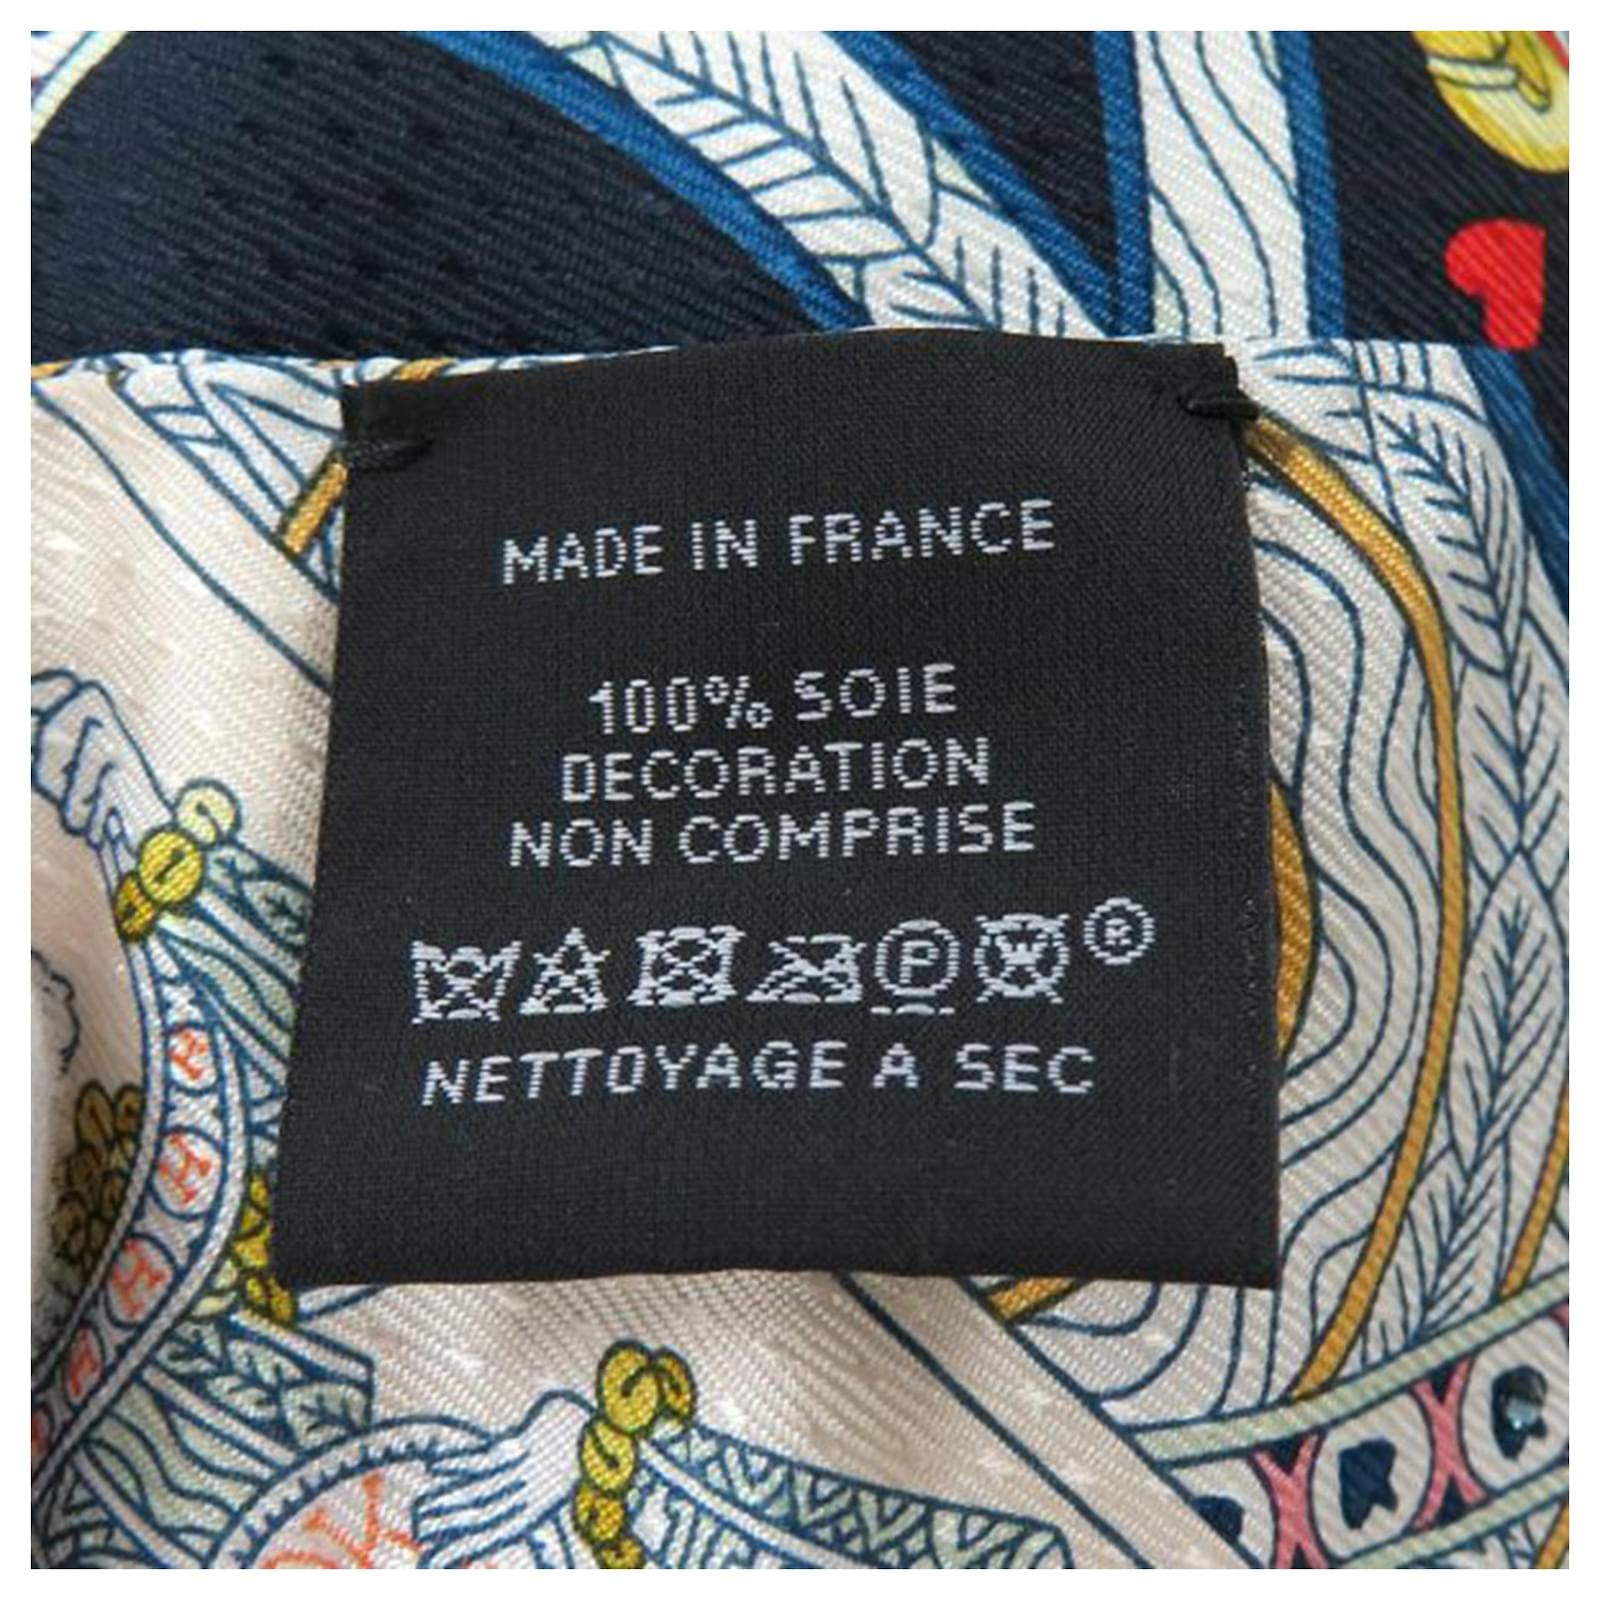 MADE IN FRANCE
100% SOIE
DECORATION
NON COMPRISE
P W ®
NETTOYAGE A SEC
H
H